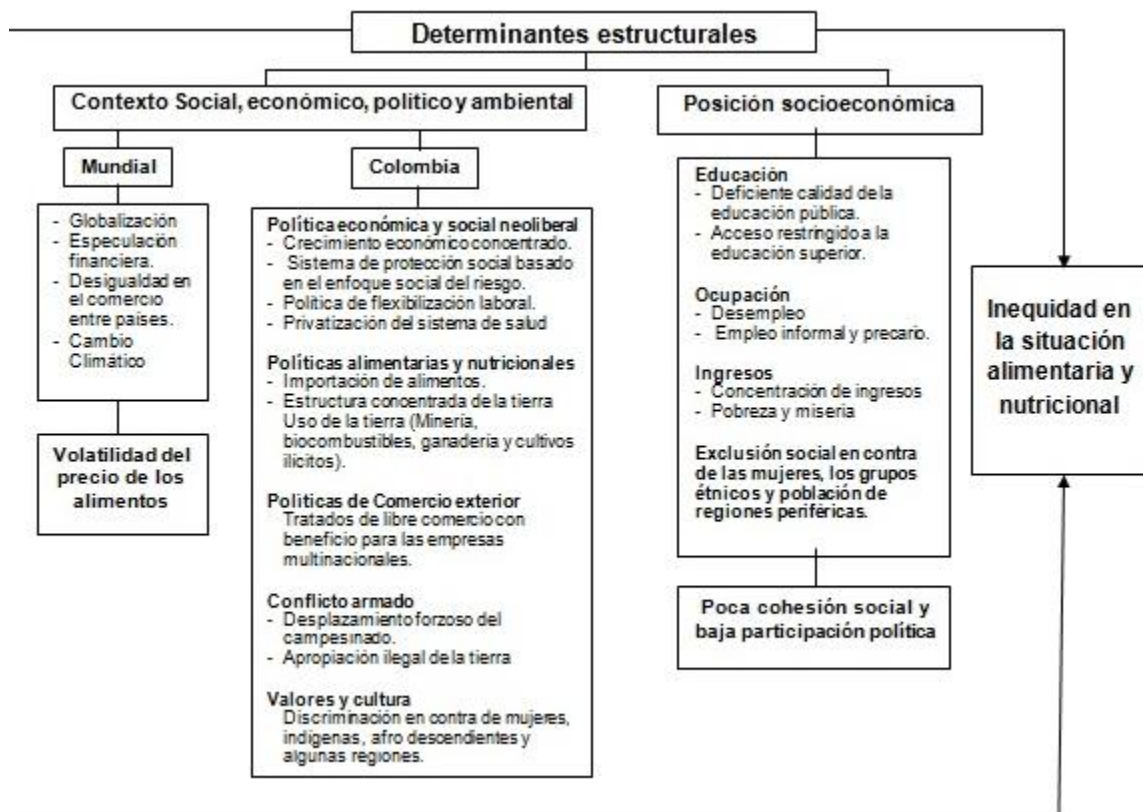 Determinantes estructurales
Contexto Social, económico, politico y ambiental
Posición socioeconómica
Mundial
Colombia
- Globalización
- Especulación
financiera.
- Desigualdad en
el comercio
entre países.
- Cambio
Climático
Volatilidad del
precio de los
alimentos
Política económica y social neoliberal
- Crecimiento económico concentrado.
- Sistema de protección social basado
en el enfoque social del riesgo.
- Política de flexibilización laboral.
- Privatización del sistema de salud
Políticas alimentarias y nutricionales
- Importación de alimentos.
- Estructura concentrada de la tierra
Uso de la tierra (Minería,
biocombustibles, ganadería y cultivos
ilícitos).
Politicas de Comercio exterior
Tratados de libre comercio con
beneficio para las empresas
multinacionales.
Conflicto armado
- Desplazamiento forzoso del
campesinado.
- Apropiación ilegal de la tierra
Valores y cultura
Discriminación en contra de mujeres,
indígenas, afro descendientes y
algunas regiones.
Educación
- Deficiente calidad de la
educación pública.
- Acceso restringido a la
educación superior.
Ocupación
- Desempleo
- Empleo informal y precario.
Ingresos
- Concentración de ingresos
- Pobreza y miseria
Exclusión social en contra
de las mujeres, los grupos
étnicos y población de
regiones periféricas.
Poca cohesión social y
baja participación política
Inequidad en
la situación
alimentaria y
nutricional